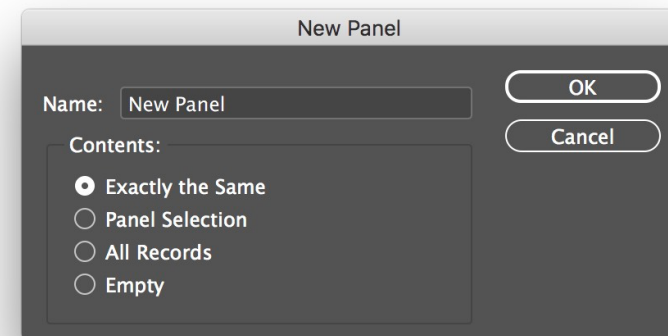 New Panel
Name: New Panel
OK
Cancel
Contents:
Exactly the Same
Panel Selection
All Records
Empty